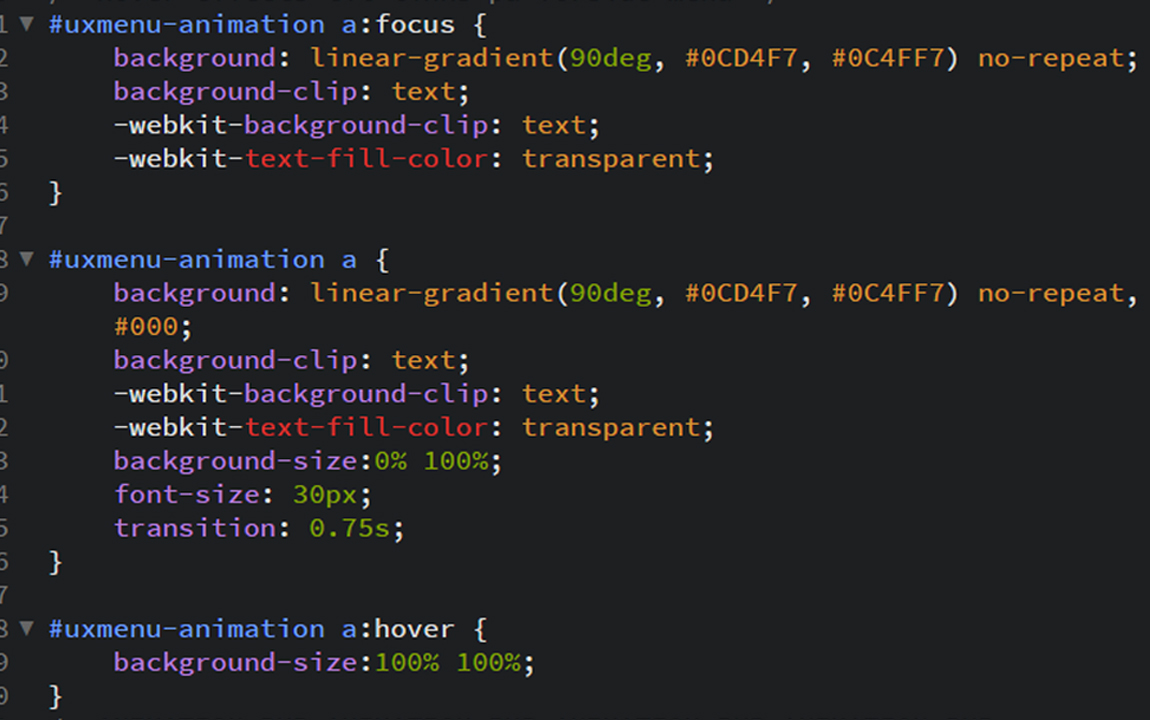 1 ▼ #uxmenu-animation a:focus {
2 background: linear-gradient(90deg, #0CD4F7, #0C4FF7) no-repeat;
3 background-clip: text;
4 -webkit-background-clip: text;
5 -webkit-text-fill-color: transparent;
6 }
7
8 ▼ #uxmenu-animation a {
9 background: linear-gradient(90deg, #0CD4F7, #0C4FF7) no-repeat,
#000;
0 background-clip: text;
1 -webkit-background-clip: text;
2 -webkit-text-fill-color: transparent;
3 background-size:0% 100%;
4 font-size: 30px;
5 transition: 0.75s;
6 }
7
8 ▼ #uxmenu-animation a:hover {
9 background-size:100% 100%;
0 }